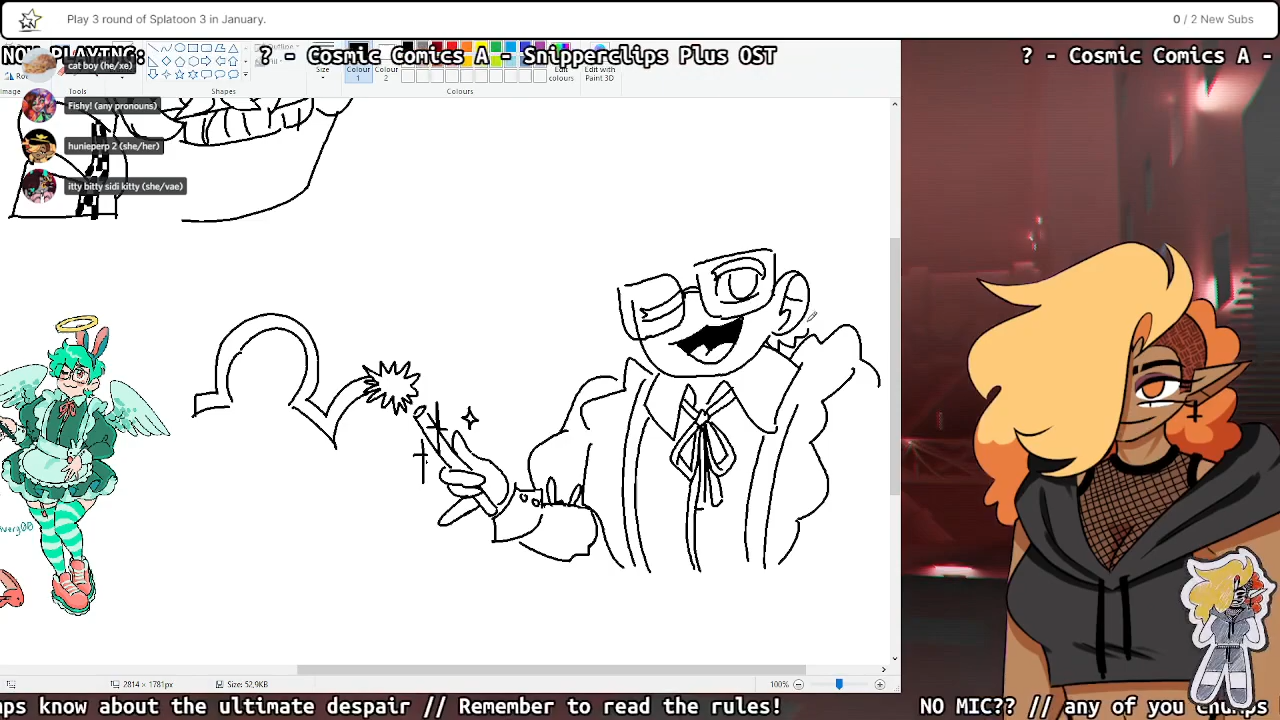 Play 3 round of Splatoon 3 in January.
0 / 2 New Subs
NOW PLAYING:
? - Cosmic Comics A - Snipperclips Plus OST
? - Cosmic Comics A -
cat boy (he/xe)
Fishy! (any pronouns)
hunieperp 2 (she/her)
itty bitty sidi kitty (she/vae)
Image
Tools
Shapes
Outline
Size
Colour
1
Colour
2
Edit
colours
Edit with
Paint 3D
Colours
2814 × 1781px
Size: 52,9KB
100%
mps know about the ultimate despair // Remember to read the rules!
NO MIC?? // any of you chumps